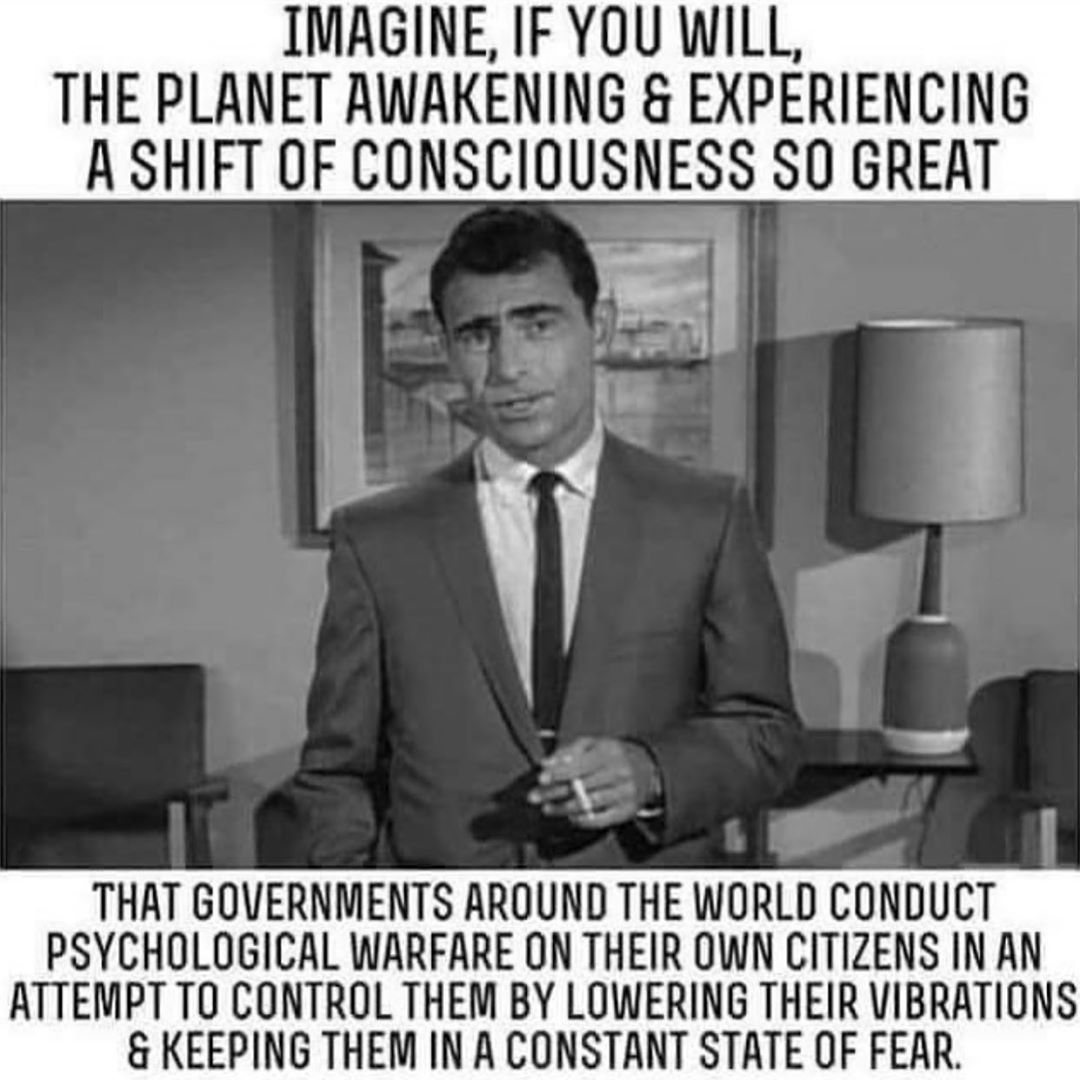 IMAGINE, IF YOU WILL,
THE PLANET AWAKENING & EXPERIENCING
A SHIFT OF CONSCIOUSNESS SO GREAT
THAT GOVERNMENTS AROUND THE WORLD CONDUCT
PSYCHOLOGICAL WARFARE ON THEIR OWN CITIZENS IN AN
ATTEMPT TO CONTROL THEM BY LOWERING THEIR VIBRATIONS
& KEEPING THEM IN A CONSTANT STATE OF FEAR.